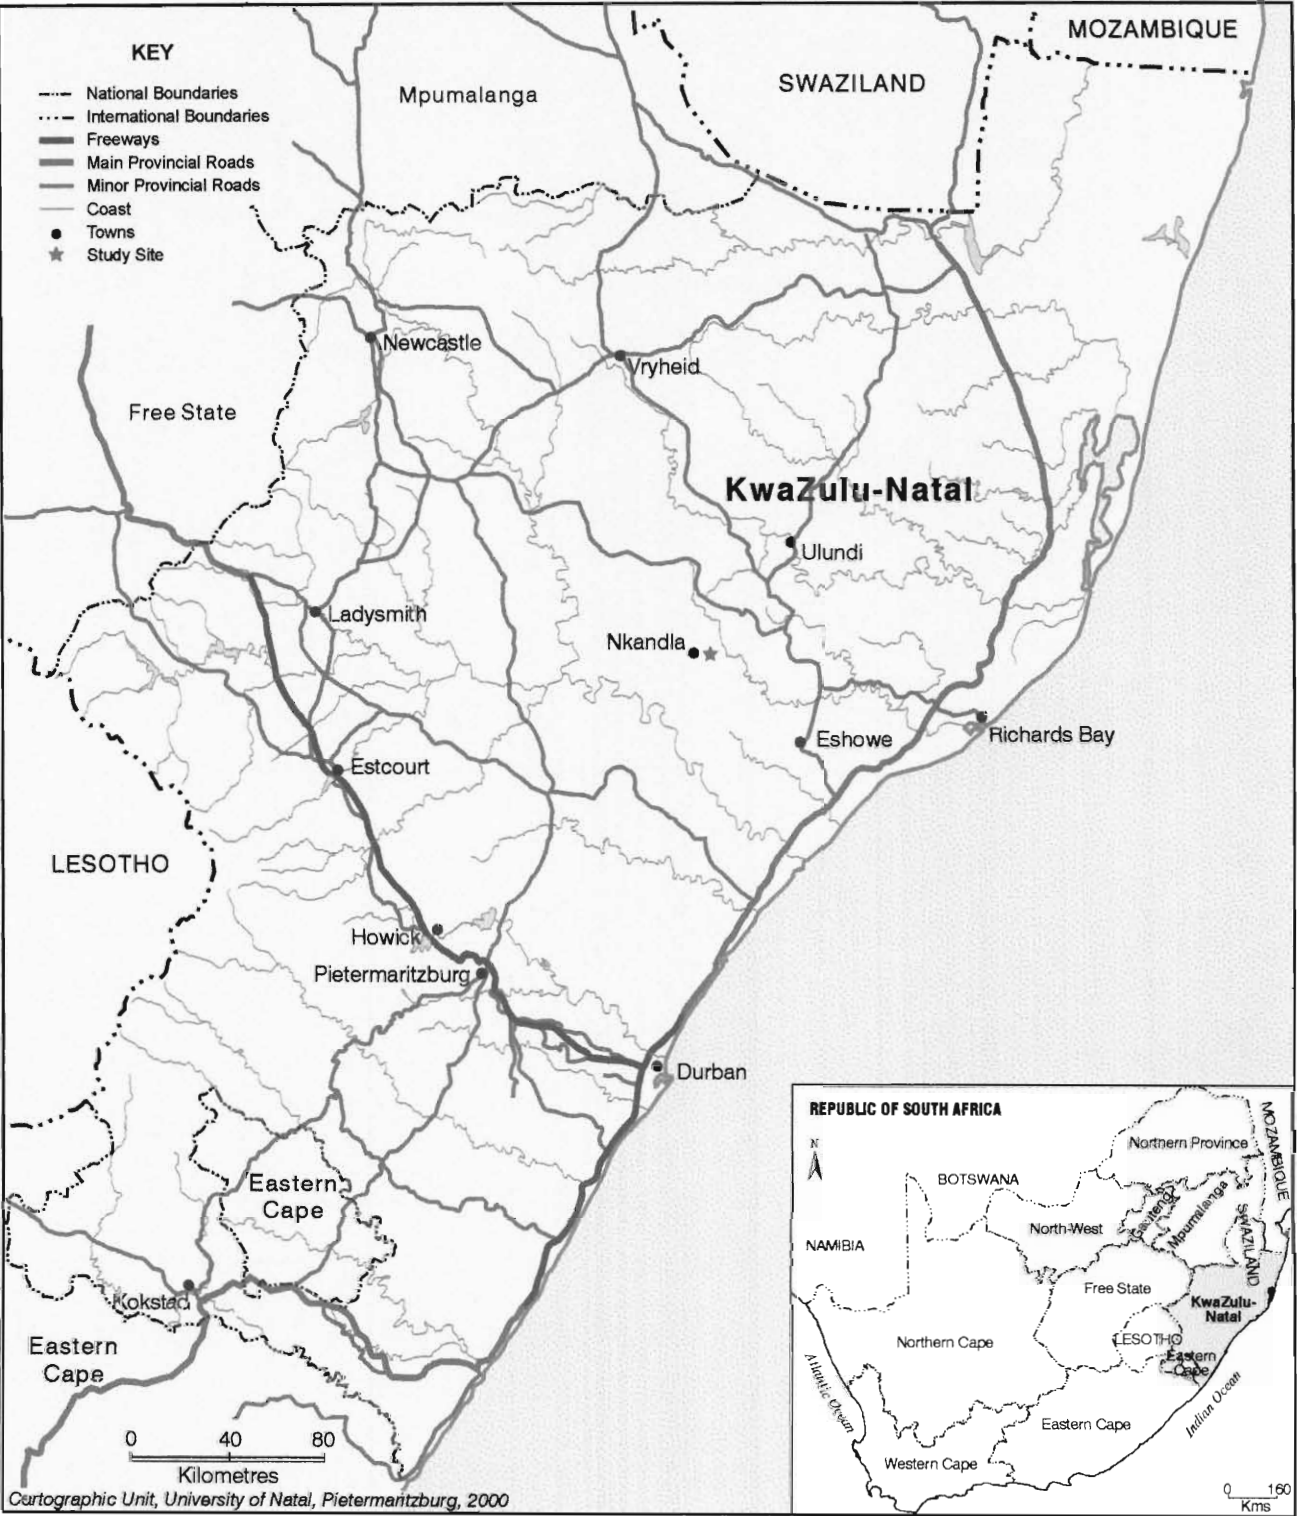 MOZAMBIQUE
SWAZILAND
Mpumalanga
KEY
National Boundaries
International Boundaries
Freeways
Main Provincial Roads
Minor Provincial Roads
Coast
Towns
Study Site
Newcastle
Vryheid
Free State
KwaZulu-Natal
Ulundi
Ladysmith
Nkandla
Richards Bay
Eshowe
Estcourt
LESOTHO
Howick
Pietermaritzburg
Durban
Eastern
Cape
Kokstad
Eastern
Cape
0 40 80
Kilometres
Cartographic Unit, University of Natal, Pietermaritzburg, 2000
REPUBLIC OF SOUTH AFRICA
N
Northern Province
MOZAMBIQUE
BOTSWANA
North-West
Gauteng
Mpumalanga
SWAZILAND
NAMIBIA
Free State
KwaZulu-
Natal
Northern Cape
LESOTHO
Eastern
Cape
Atlantic Ocean
Indian Ocean
Eastern Cape
Western Cape
0 160
Kms